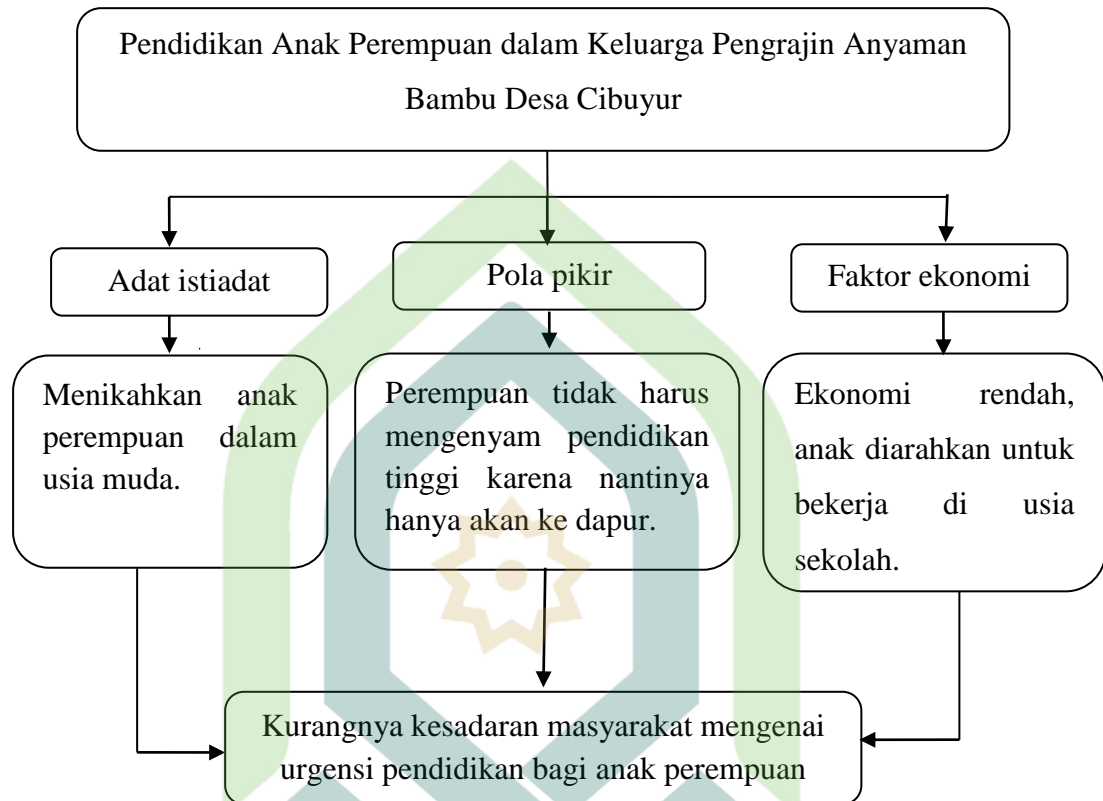 Pendidikan Anak Perempuan dalam Keluarga Pengrajin Anyaman
Bambu Desa Cibuyur
Adat istiadat
Pola pikir
Faktor ekonomi
Menikahkan anak
perempuan dalam
usia muda.
Perempuan tidak harus
mengenyam pendidikan
tinggi karena nantinya
hanya akan ke dapur.
Ekonomi rendah,
anak diarahkan untuk
bekerja di usia
sekolah.
Kurangnya kesadaran masyarakat mengenai
urgensi pendidikan bagi anak perempuan